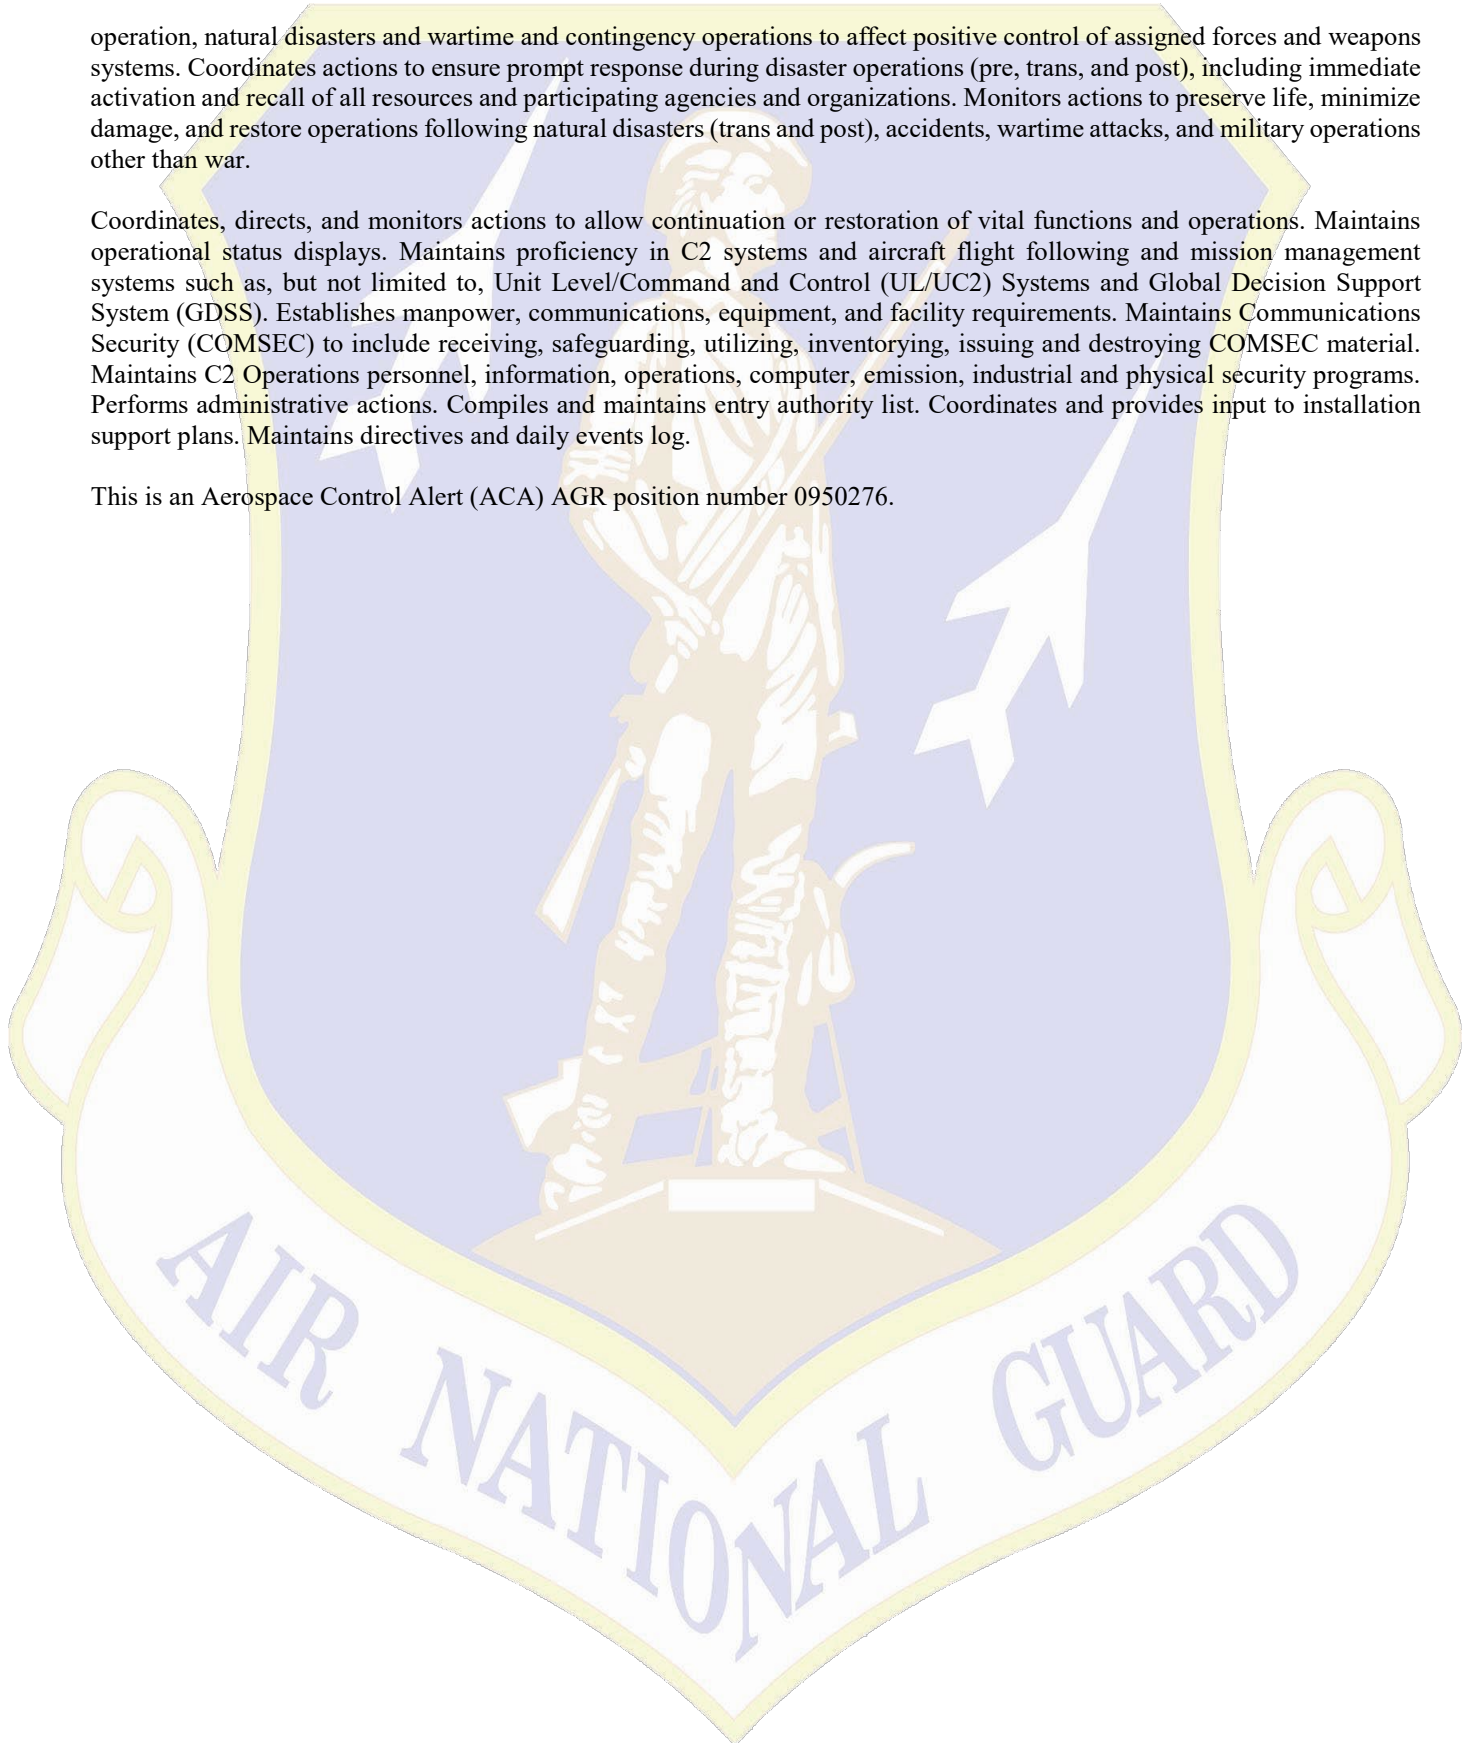 operation, natural disasters and wartime and contingency operations to affect positive control of assigned forces and weapons
systems. Coordinates actions to ensure prompt response during disaster operations (pre, trans, and post), including immediate
activation and recall of all resources and participating agencies and organizations. Monitors actions to preserve life, minimize
damage, and restore operations following natural disasters (trans and post), accidents, wartime attacks, and military operations
other than war.
Coordinates, directs, and monitors actions to allow continuation or restoration of vital functions and operations. Maintains
operational status displays. Maintains proficiency in C2 systems and aircraft flight following and mission management
systems such as, but not limited to, Unit Level/Command and Control (UL/UC2) Systems and Global Decision Support
System (GDSS). Establishes manpower, communications, equipment, and facility requirements. Maintains Communications
Security (COMSEC) to include receiving, safeguarding, utilizing, inventorying, issuing and destroying COMSEC material.
Maintains C2 Operations personnel, information, operations, computer, emission, industrial and physical security programs.
Performs administrative actions. Compiles and maintains entry authority list. Coordinates and provides input to installation
support plans. Maintains directives and daily events log.
This is an Aerospace Control Alert (ACA) AGR position number 0950276.
AIR NATIONAL GUARD